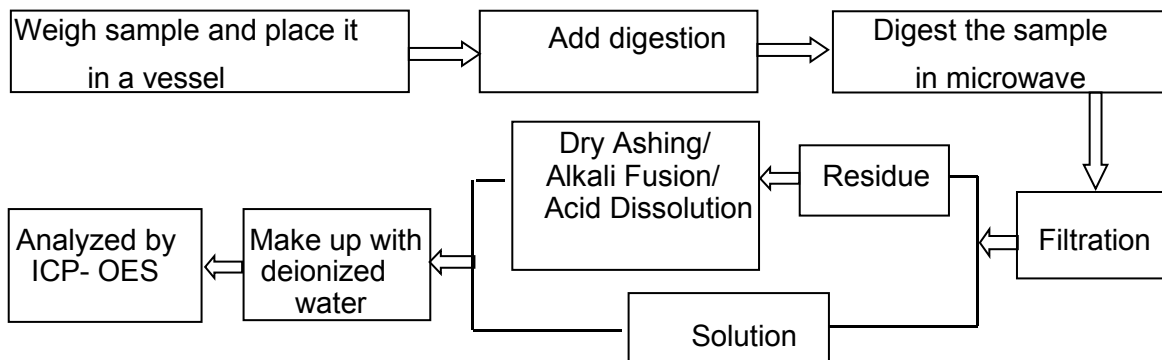 Weigh sample and place it
in a vessel
Add digestion
Digest the sample
in microwave
Dry Ashing/
Alkali Fusion/
Acid Dissolution
Residue
Filtration
Analyzed by
ICP- OES
Make up with
deionized
water
Solution